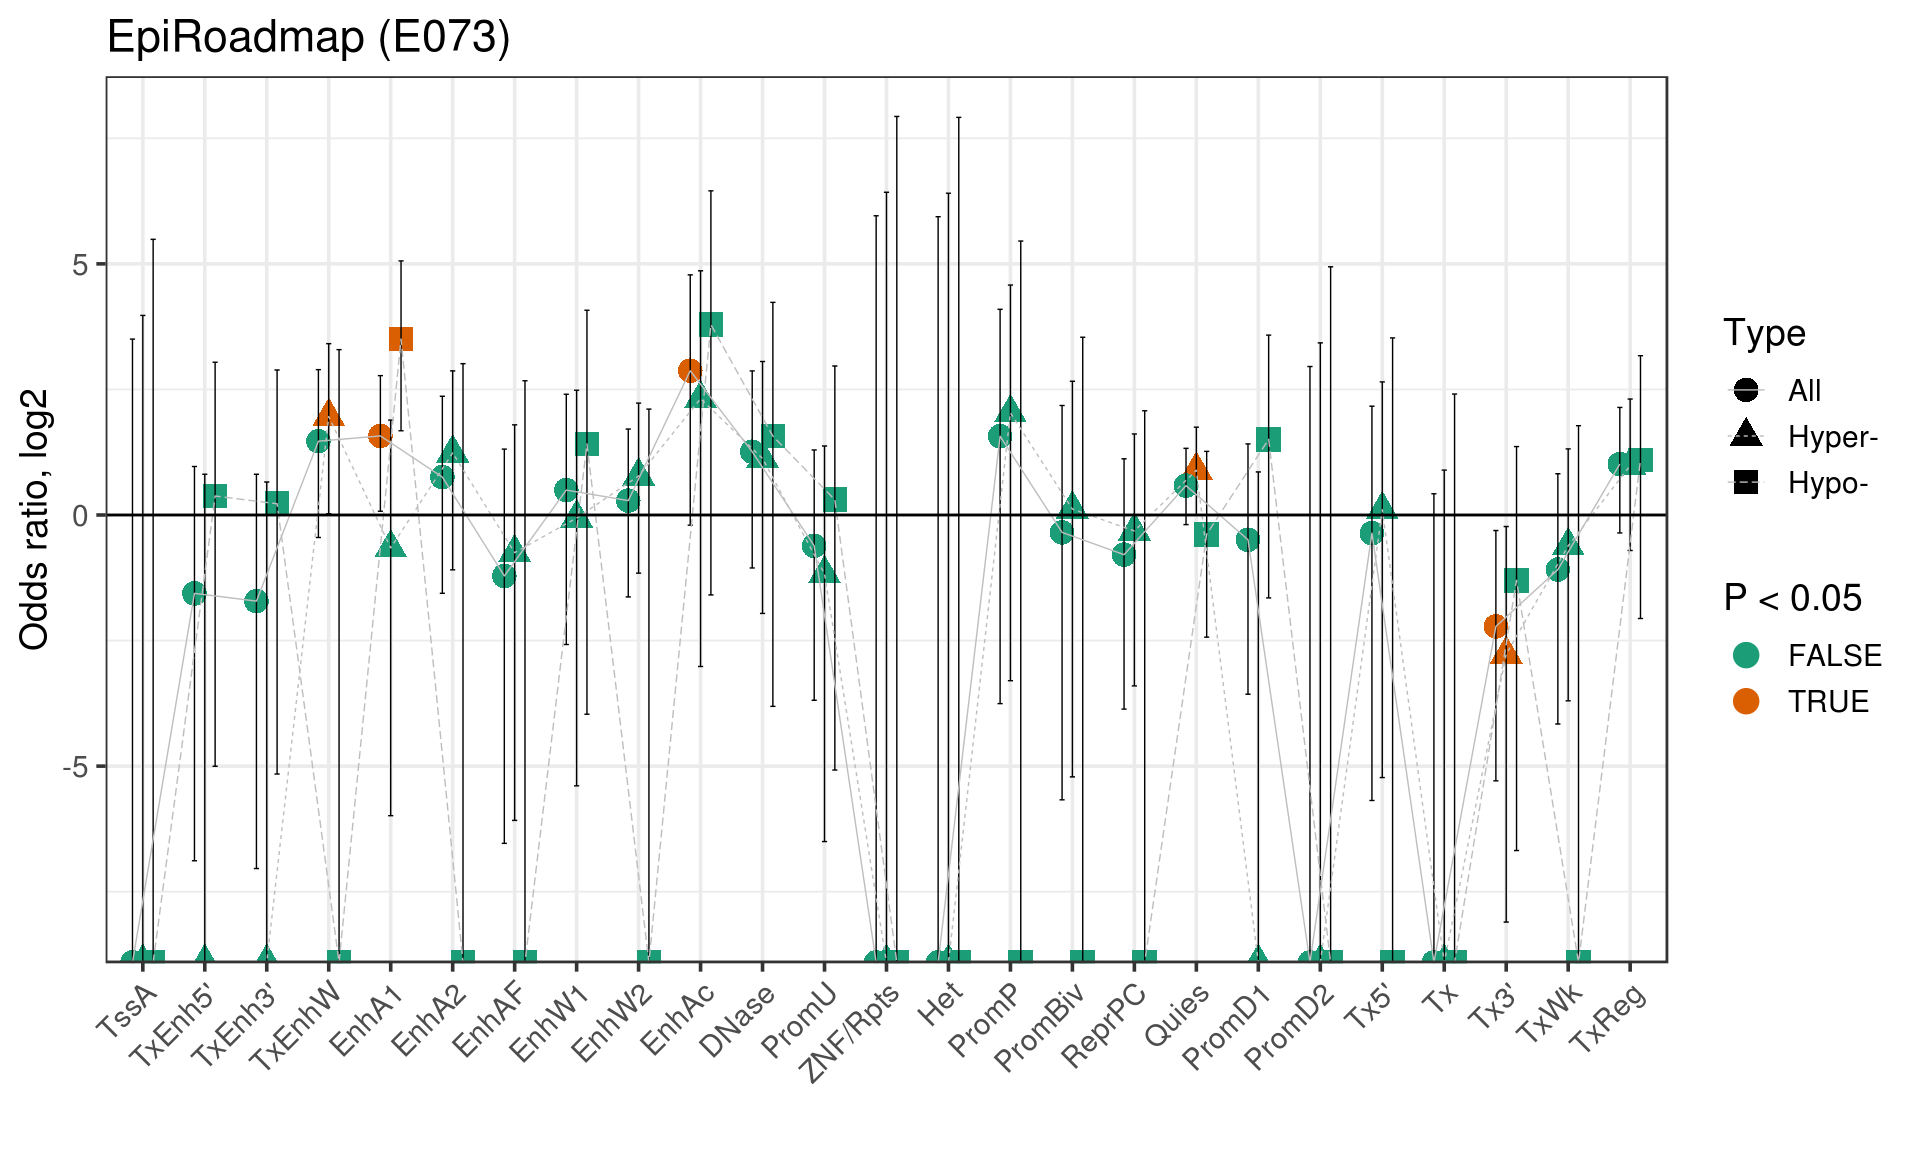 EpiRoadmap (E073)
Odds ratio, log2
5
0
-5
TssA
TxEnh5'
TxEnh3'
TxEnhW
EnhA1
EnhA2
EnhAF
EnhW1
EnhW2
EnhAc
DNase
PromU
ZNF/Rpts
Het
PromP
PromBiv
ReprPC
Quies
PromD1
PromD2
Tx5'
Tx
Tx3'
TxWk
TxReg
Type
All
Hyper-
Hypo-
P < 0.05
FALSE
TRUE